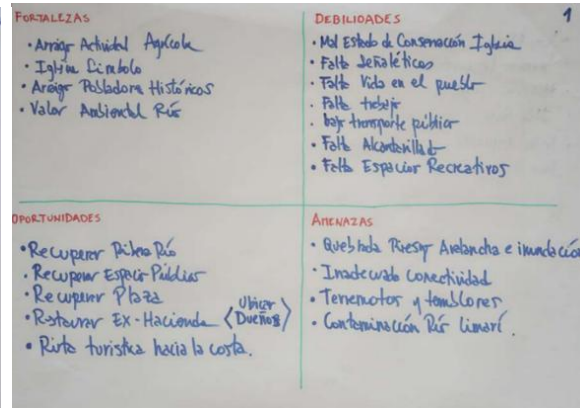 FORTALEZAS
• Arraigo Actividad Agrícola
• Iglesia Símbolo
• Arraigo Pobladores Históricos
• Valor Ambiental Río
DEBILIDADES
1
• Mal Estado de Conservación Iglesia
• Falta Señaléticas
• Falta Vida en el pueblo
• Falta trabajo
• bajo transporte público
• Falta Alcantarillado
• Falta Espacios Recreativos
OPORTUNIDADES
• Recuperar Ribera Río
• Recuperar Espacio Público
• Recuperar Plaza
• Restaurar Ex-Hacienda < Ubicar Dueños >
• Ruta turística hacia la costa.
AMENAZAS
• Quebrada Avalancha e inundación
• Inadecuada conectividad
• Terremotos y temblores
• Contaminación Río Limarí.